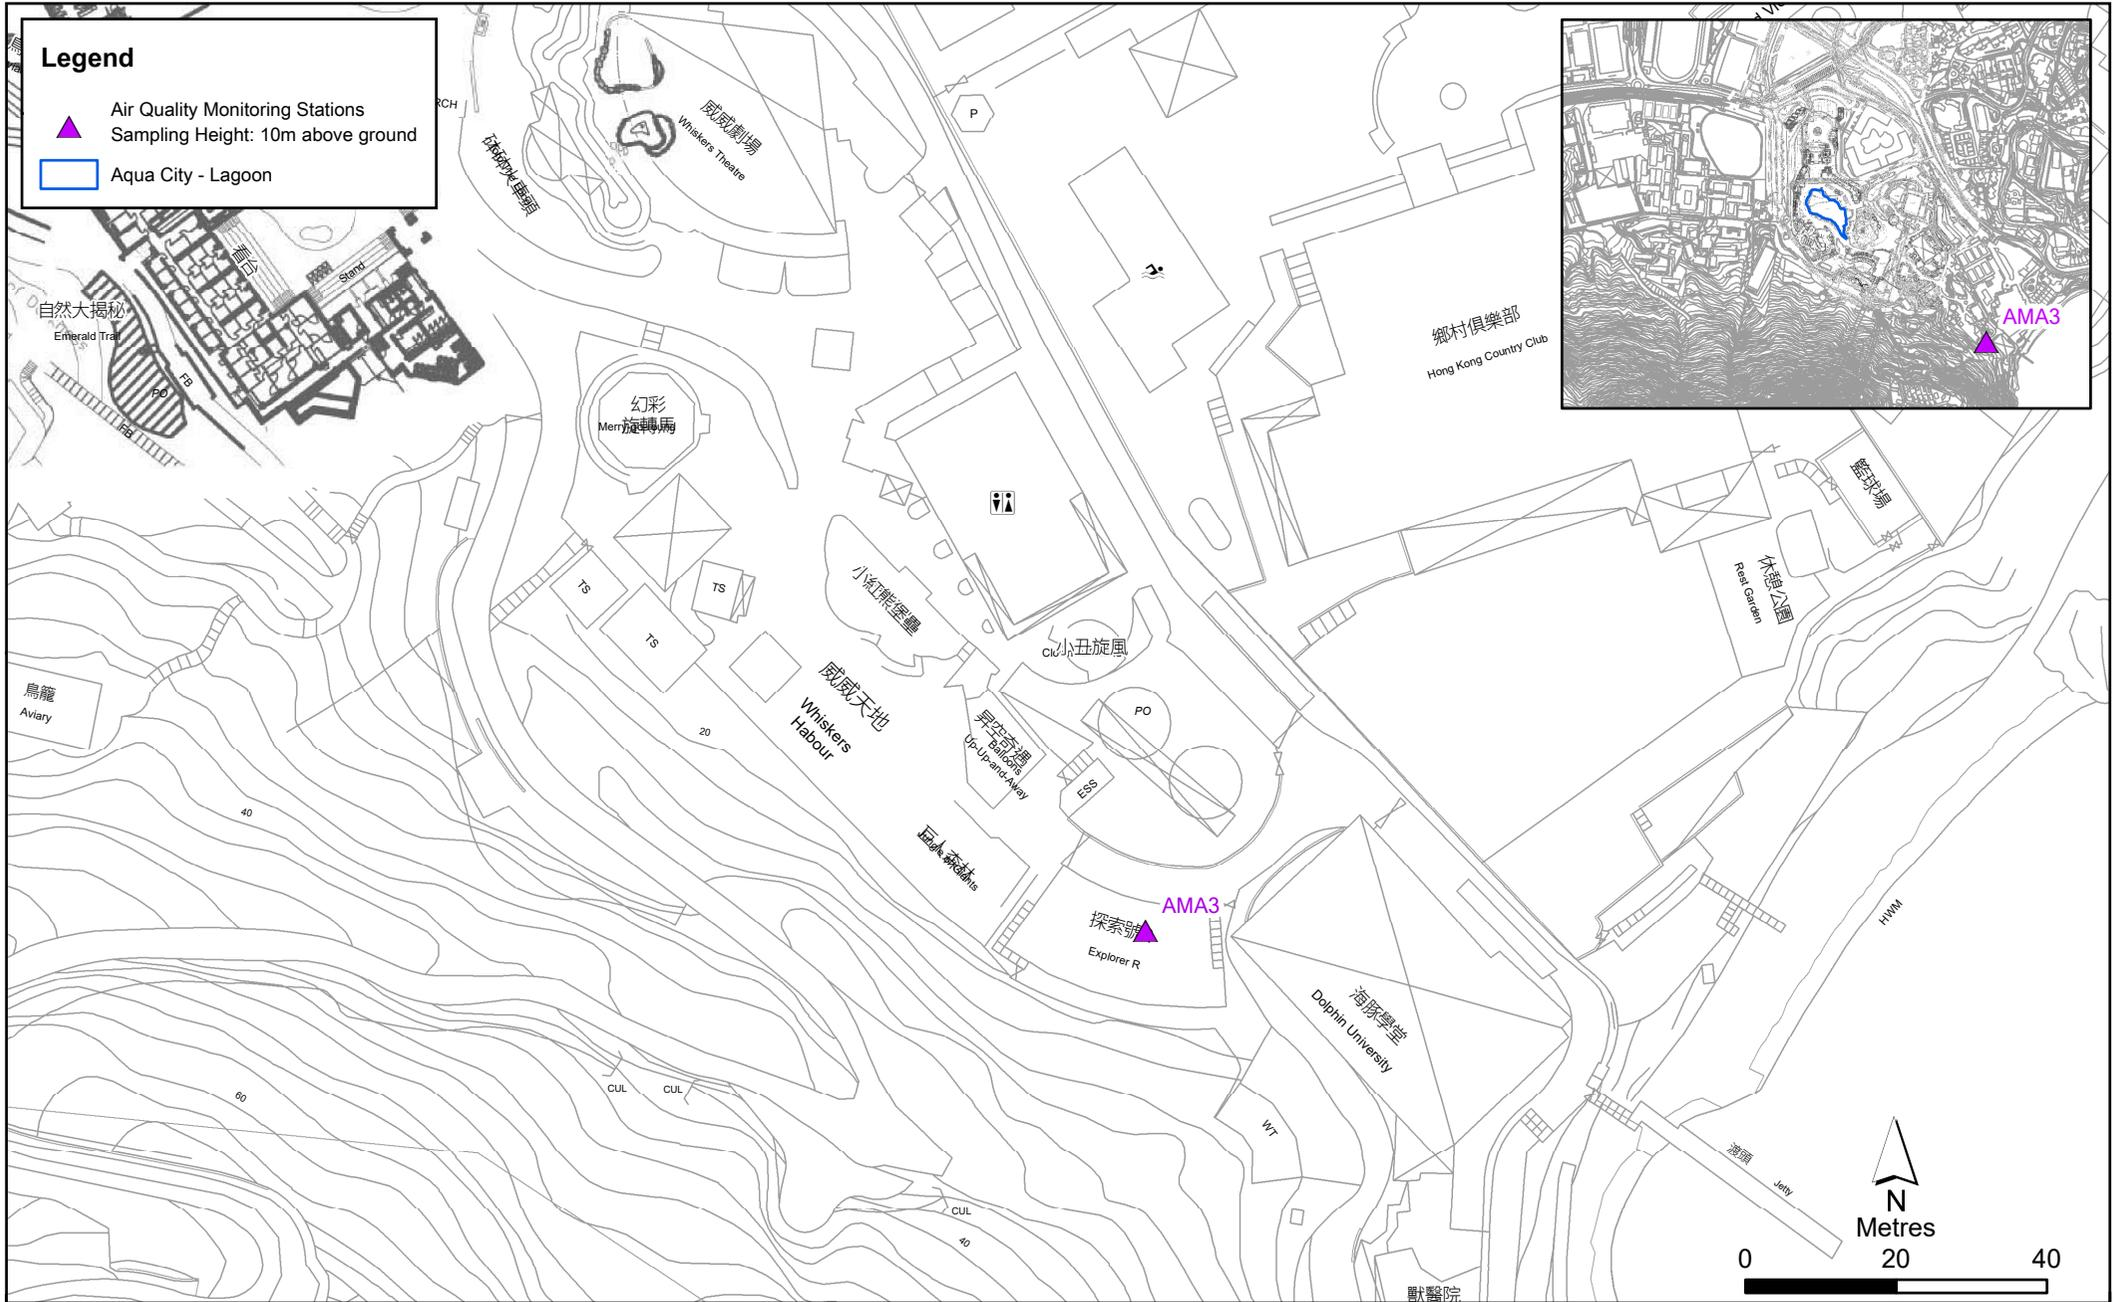 Legend
Air Quality Monitoring Stations
Sampling Height: 10m above ground
Aqua City - Lagoon
RCH
威威劇場
Whiskers Theatre
P
AMA3
看台
Stand
自然大揭秘
Emerald Trail
PO
FB
FB
鄉村俱樂部
Hong Kong Country Club
幻彩
旋轉馬
籃球場
休憩公園
Rest Garden
TS
TS
TS
小紅熊堡壘
小丑旋風
鳥籠
Aviary
威威天地
Whiskers
Habour
20
昇空奇遇
Balloons
Up-Up-and-Away
PO
ESS
40
巨人森林
AMA3
探索號
Explorer R
HWM
海豚學堂
Dolphin University
CUL
CUL
60
WT
渡頭
Jetty
CUL
40
獸醫院
N
Metres
0 20 40